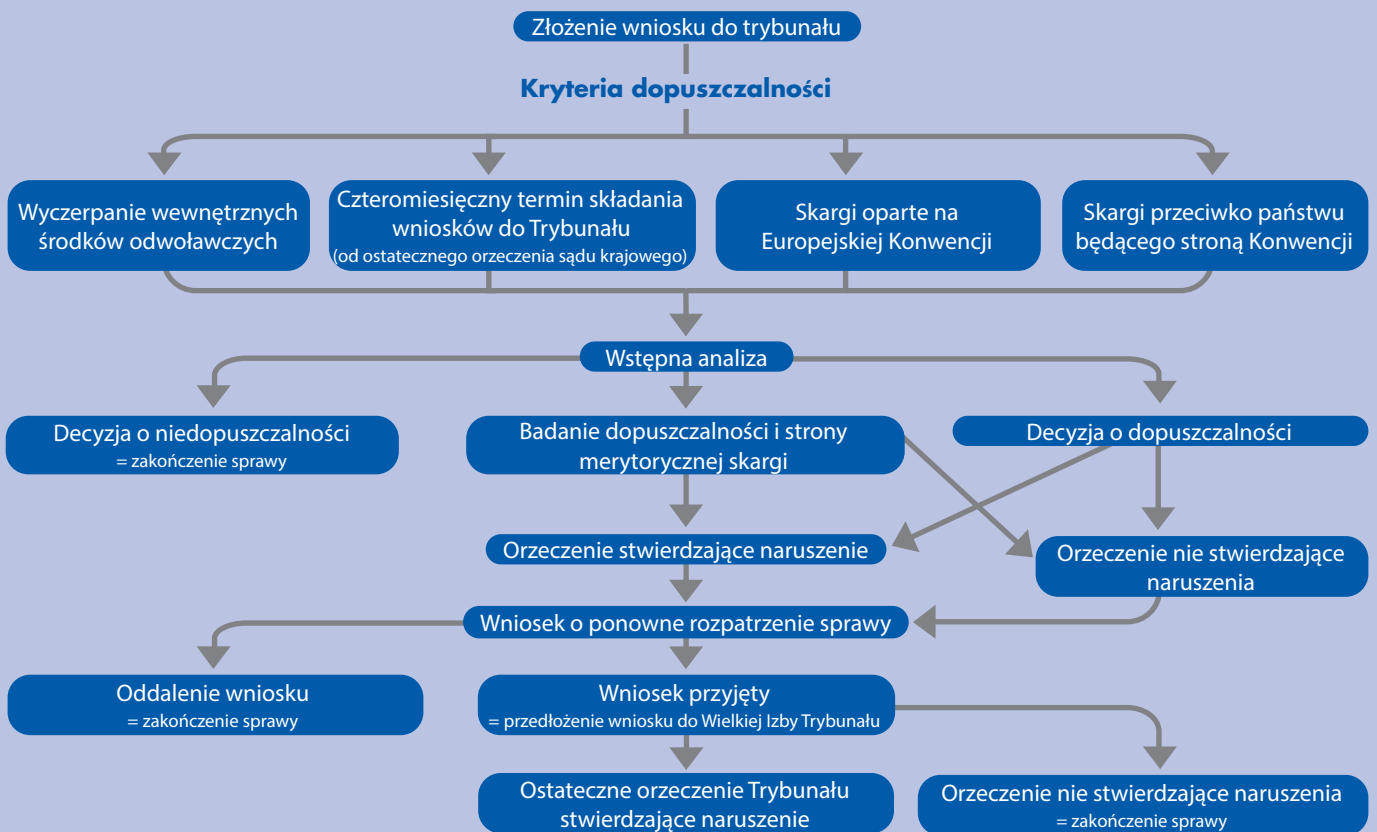 Złożenie wniosku do trybunału
Kryteria dopuszczalności
Wyczerpanie wewnętrznych
środków odwoławczych
Czteromiesięczny termin składania
wniosków do Trybunału
(od ostatecznego orzeczenia sądu krajowego)
Skargi oparte na
Europejskiej Konwencji
Skargi przeciwko państwu
będącego stroną Konwencji
Wstępna analiza
Decyzja o niedopuszczalności
= zakończenie sprawy
Badanie dopuszczalności i strony
merytorycznej skargi
Decyzja o dopuszczalności
Orzeczenie stwierdzające naruszenie
Orzeczenie nie stwierdzające
naruszenia
Wniosek o ponowne rozpatrzenie sprawy
Oddalenie wniosku
= zakończenie sprawy
Wniosek przyjęty
= przedłożenie wniosku do Wielkiej Izby Trybunału
Ostateczne orzeczenie Trybunału
stwierdzające naruszenie
Orzeczenie nie stwierdzające naruszenia
= zakończenie sprawy